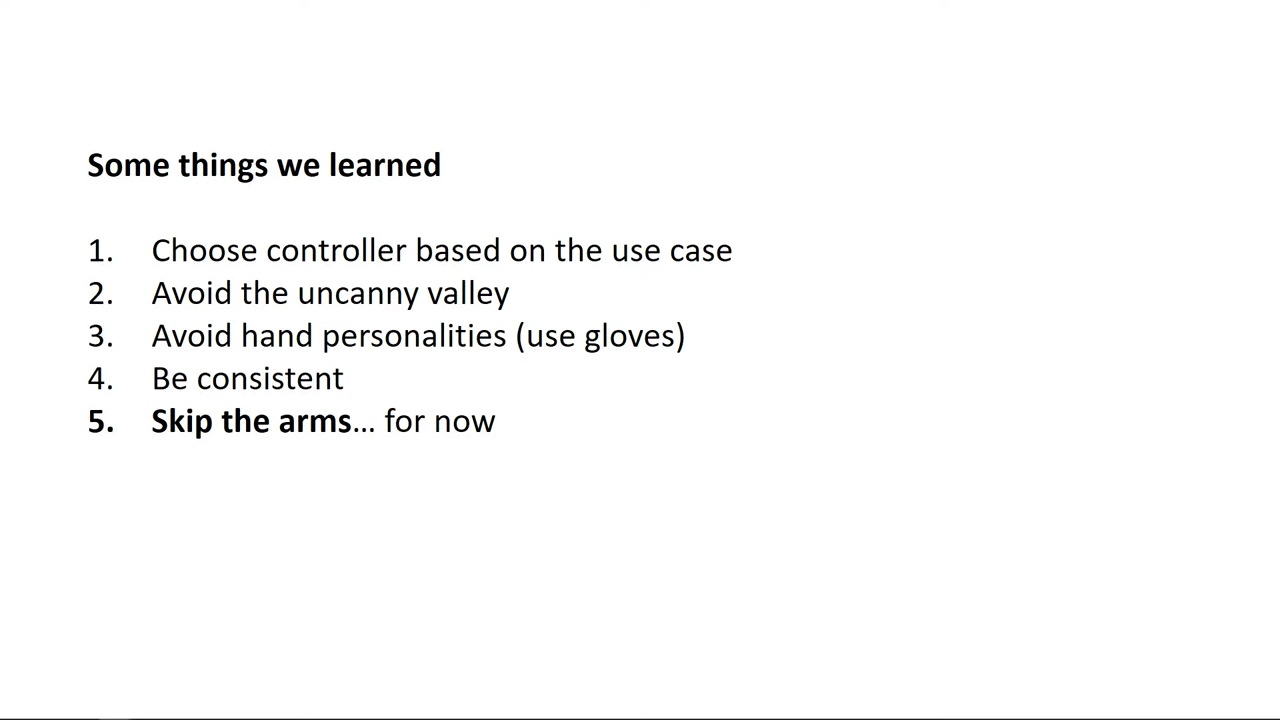 Some things we learned
1. Choose controller based on the use case
2. Avoid the uncanny valley
3. Avoid hand personalities (use gloves)
4. Be consistent
5. Skip the arms... for now